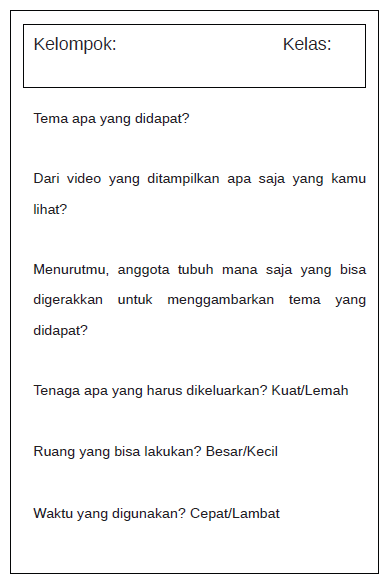 Kelompok: Kelas:
Tema apa yang didapat?
Dari video yang ditampilkan apa saja yang kamu
lihat?
Menurutmu, anggota tubuh mana saja yang bisa
digerakkan untuk menggambarkan tema yang
didapat?
Tenaga apa yang harus dikeluarkan? Kuat/Lemah
Ruang yang bisa lakukan? Besar/Kecil
Waktu yang digunakan? Cepat/Lambat